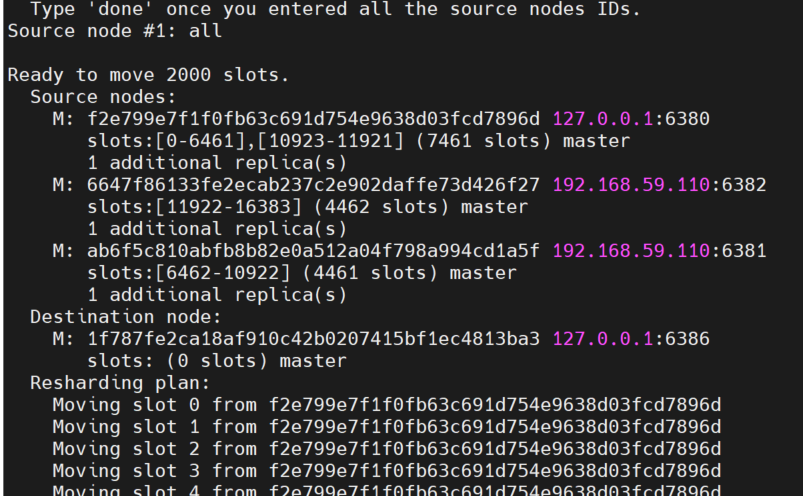 Type 'done' once you entered all the source nodes IDs.
Source node #1: all
Ready to move 2000 slots.
Source nodes:
M: f2e799e7f1f0fb63c691d754e9638d03fcd7896d 127.0.0.1:6380
slots:[0-6461],[10923-11921] (7461 slots) master
1 additional replica(s)
M: 6647f86133fe2ecab237c2e902daffe73d426f27 192.168.59.110:6382
slots:[11922-16383] (4462 slots) master
1 additional replica(s)
M: ab6f5c810abfb8b82e0a512a04f798a994cd1a5f 192.168.59.110:6381
slots:[6462-10922] (4461 slots) master
1 additional replica(s)
Destination node:
M: 1f787fe2ca18af910c42b0207415bf1ec4813ba3 127.0.0.1:6386
slots: (0 slots) master
Resharding plan:
Moving slot 0 from f2e799e7f1f0fb63c691d754e9638d03fcd7896d
Moving slot 1 from f2e799e7f1f0fb63c691d754e9638d03fcd7896d
Moving slot 2 from f2e799e7f1f0fb63c691d754e9638d03fcd7896d
Moving slot 3 from f2e799e7f1f0fb63c691d754e9638d03fcd7896d
Moving slot 4 from f2e799e7f1f0fb63c691d754e9638d03fcd7896d